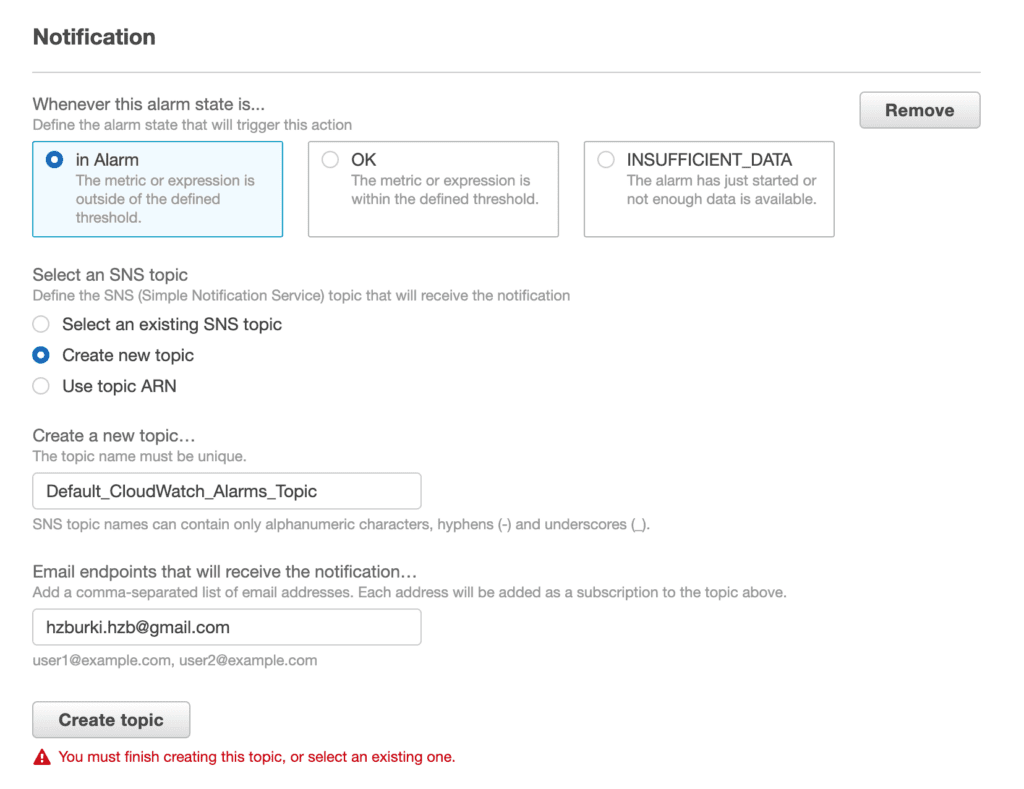 Notification
Whenever this alarm state is...
Define the alarm state that will trigger this action
Remove
in Alarm
The metric or expression is
outside of the defined
threshold.
OK
The metric or expression is
within the defined threshold.
INSUFFICIENT_DATA
The alarm has just started or
not enough data is available.
Select an SNS topic
Define the SNS (Simple Notification Service) topic that will receive the notification
Select an existing SNS topic
Create new topic
Use topic ARN
Create a new topic…
The topic name must be unique.
Default_CloudWatch_Alarms_Topic
SNS topic names can contain only alphanumeric characters, hyphens (-) and underscores (_).
Email endpoints that will receive the notification…
Add a comma-separated list of email addresses. Each address will be added as a subscription to the topic above.
hzburki.hzb@gmail.com
user1@example.com, user2@example.com
Create topic
You must finish creating this topic, or select an existing one.